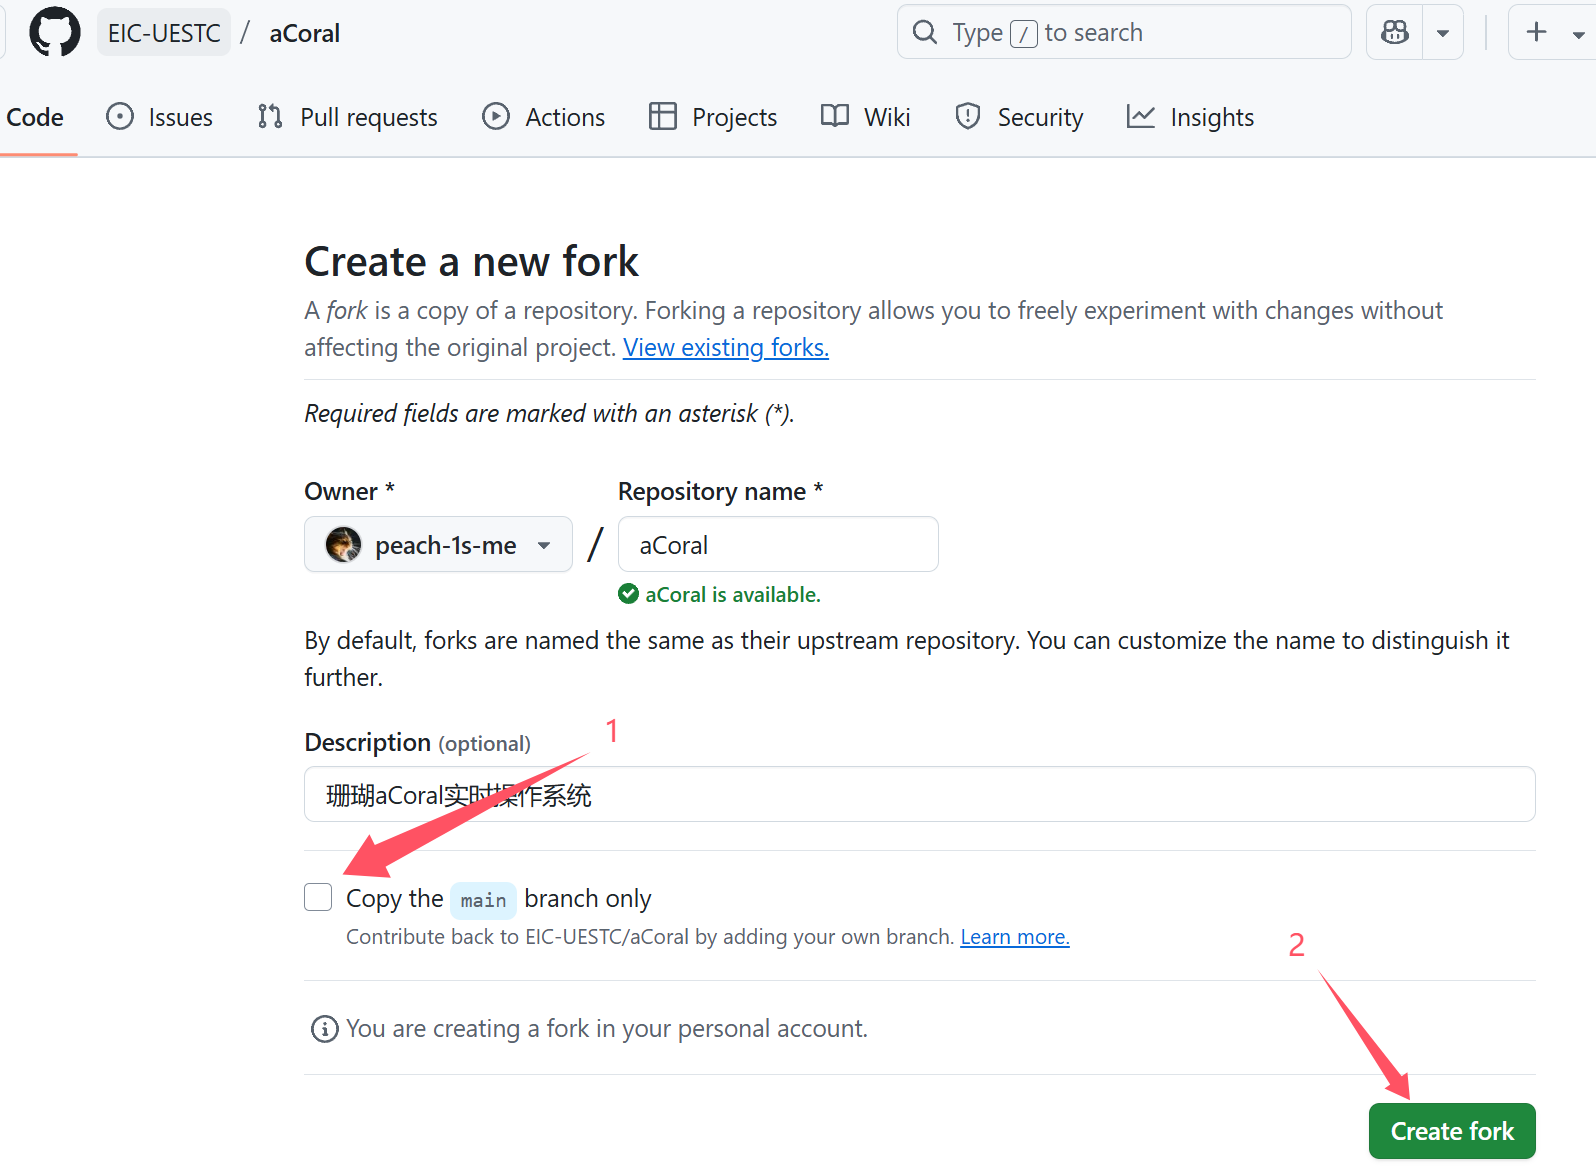 EIC-UESTC / aCoral
Type / to search
Code Issues Pull requests Actions Projects Wiki Security Insights
Create a new fork
A fork is a copy of a repository. Forking a repository allows you to freely experiment with changes without
affecting the original project. View existing forks.
Required fields are marked with an asterisk (*).
Owner * Repository name *
peach-1s-me / aCoral
aCoral is available.
By default, forks are named the same as their upstream repository. You can customize the name to distinguish it
further.
1
Description (optional)
珊瑚aCoral实时操作系统
Copy the main branch only
Contribute back to EIC-UESTC/aCoral by adding your own branch. Learn more.
2
You are creating a fork in your personal account.
Create fork